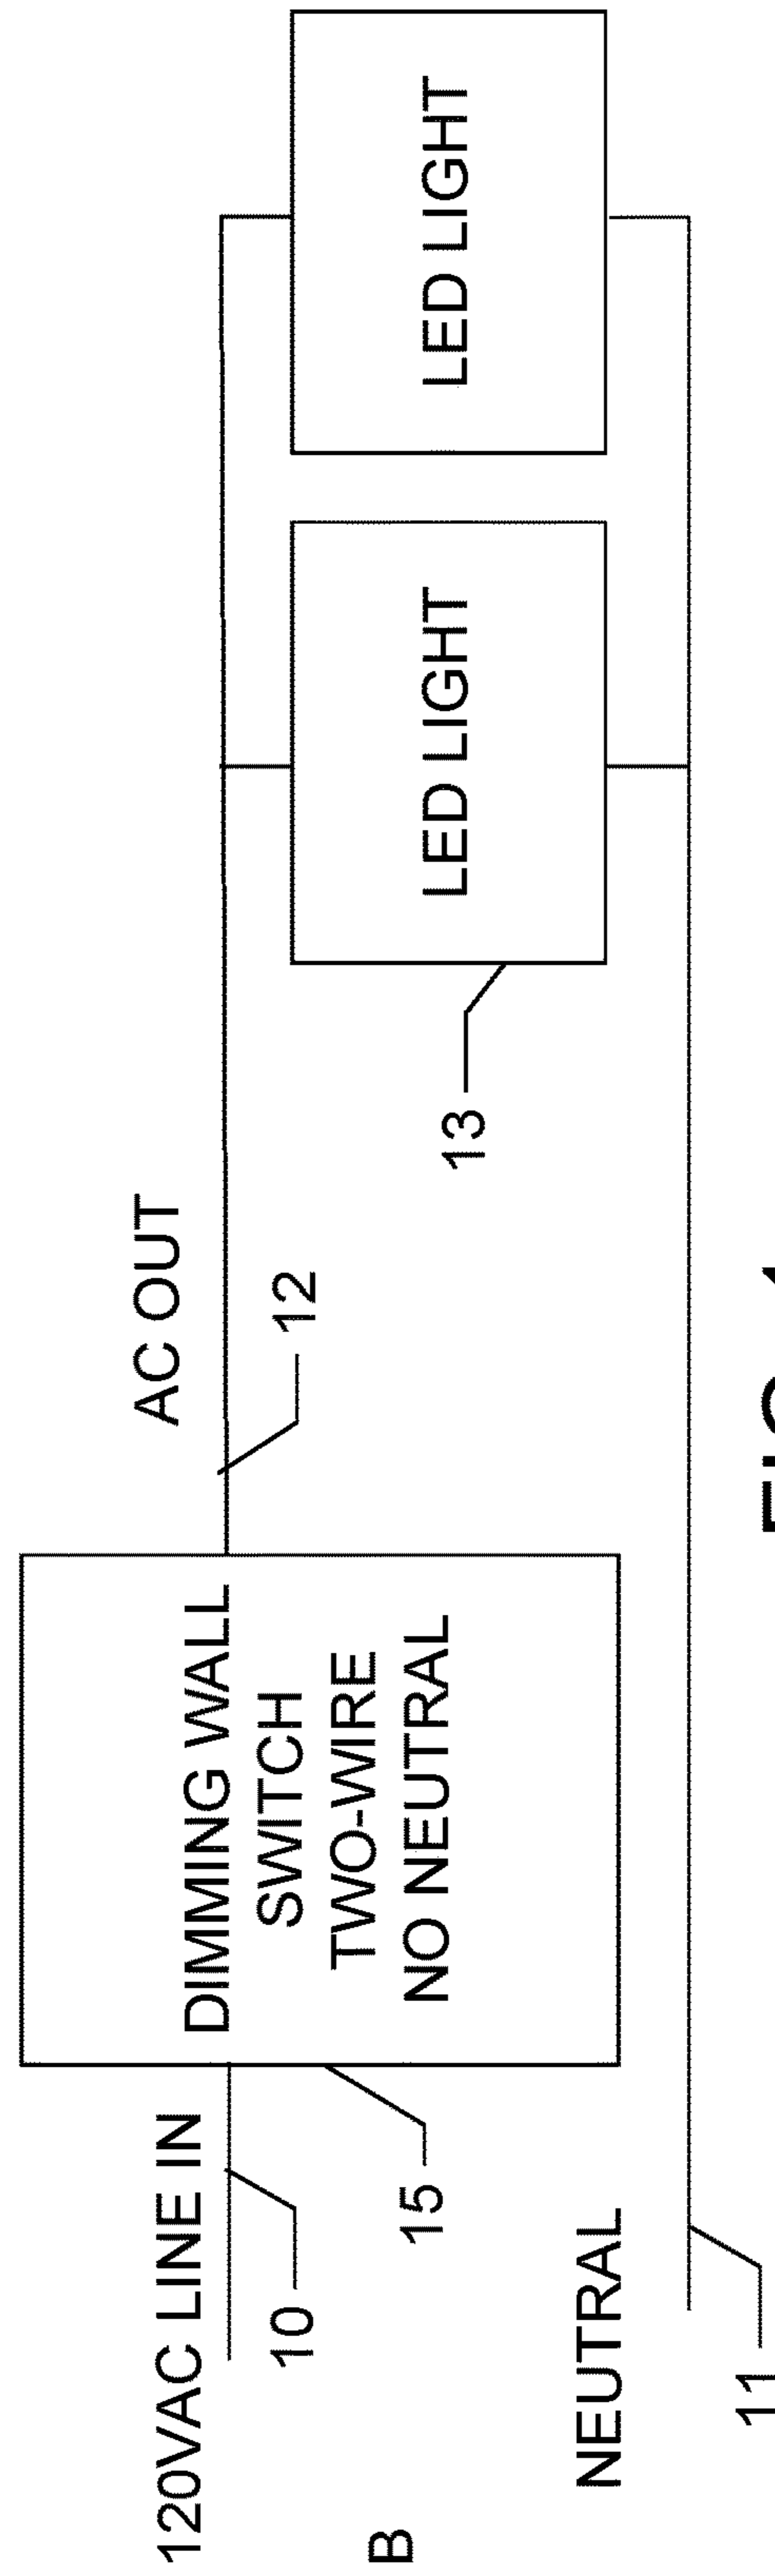 120VAC LINE IN
10
B
DIMMING WALL
SWITCH
TWO-WIRE
NO NEUTRAL
15
AC OUT
12
LED LIGHT
LED LIGHT
13
NEUTRAL
11